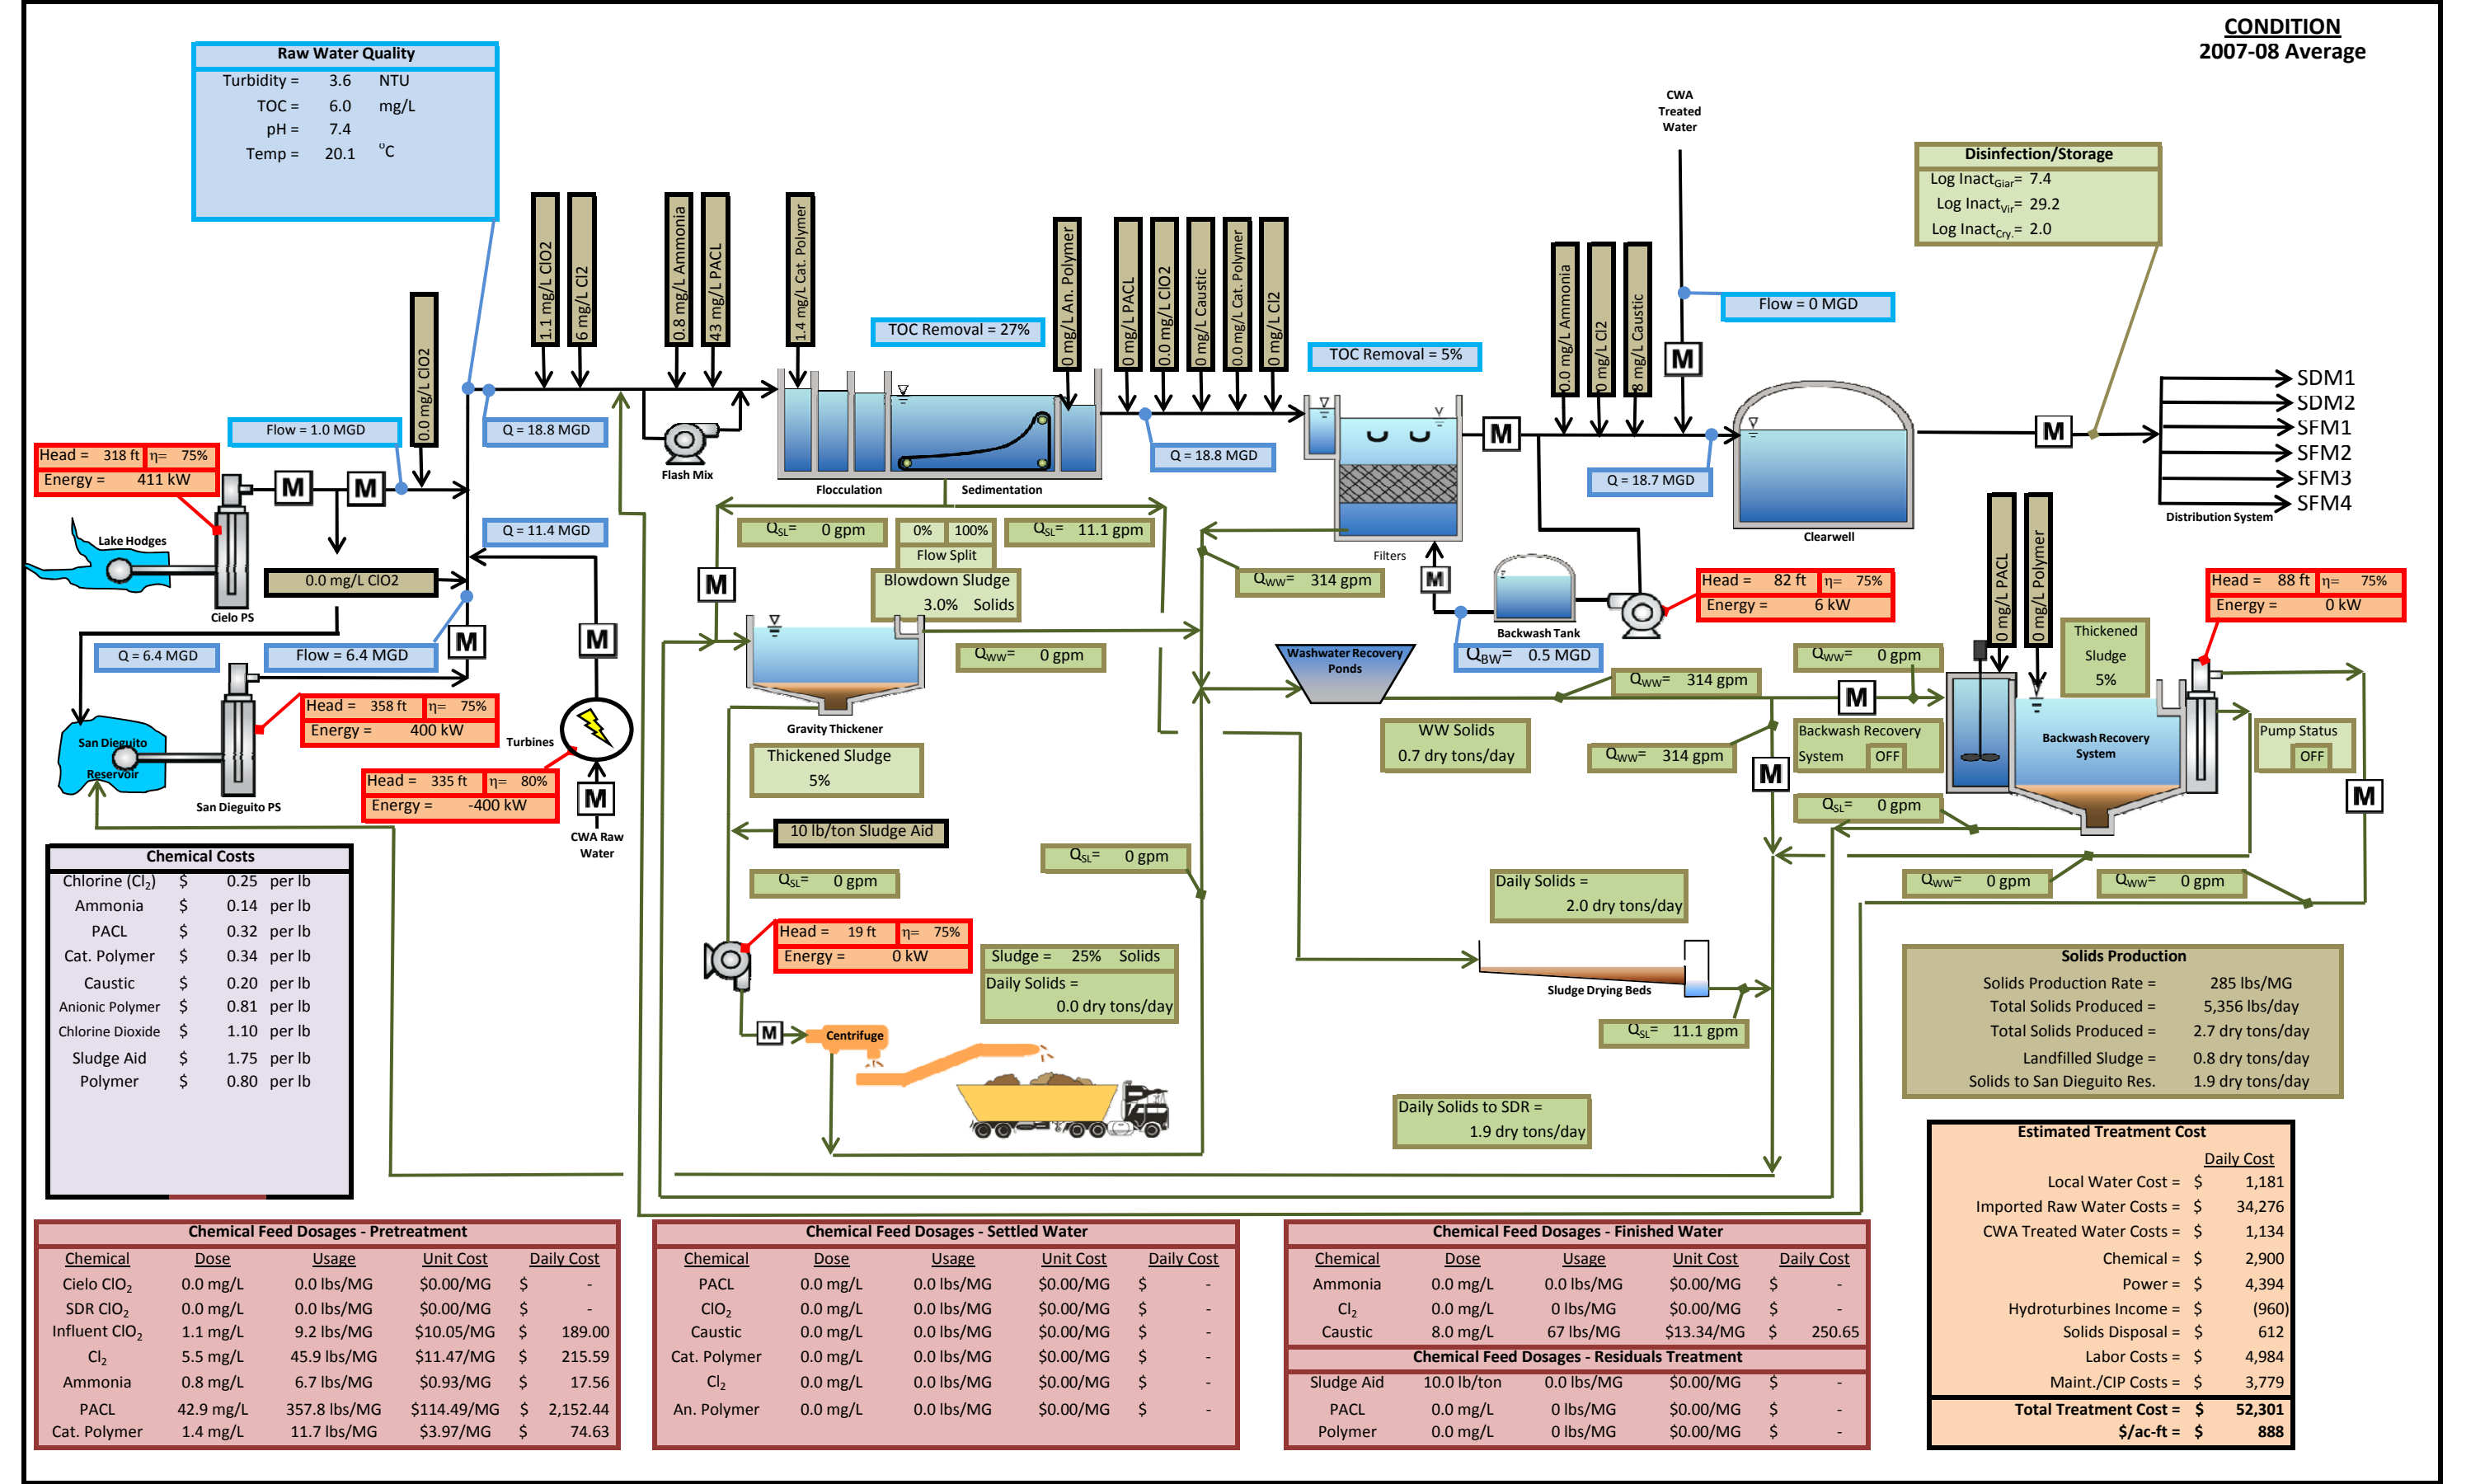 CONDITION
2007-08 Average
Raw Water Quality
Turbidity = 3.6 NTU
TOC = 6.0 mg/L
pH = 7.4
Temp = 20.1 °C
CWA
Treated
Water
Disinfection/Storage
Log Inact Giar= 7.4
Log Inact Vir= 29.2
Log Inact Cry.= 2.0
Flow = 0 MGD
0.0 mg/L ClO2
1.1 mg/L ClO2
6 mg/L Cl2
0.8 mg/L Ammonia
43 mg/L PACL
1.4 mg/L Cat. Polymer
TOC Removal = 27%
0 mg/L An. Polymer
0 mg/L PACL
0.0 mg/L ClO2
0 mg/L Caustic
0.0 mg/L Cat. Polymer
0 mg/L Cl2
TOC Removal = 5%
0.0 mg/L Ammonia
0 mg/L Cl2
8 mg/L Caustic
M
SDM1
SDM2
SFM1
SFM2
SFM3
SFM4
Distribution System
M
Flow = 1.0 MGD
Q = 18.8 MGD
Head = 318 ft η= 75%
Energy = 411 kW
M
M
Flash Mix
Flocculation
Sedimentation
Q = 18.8 MGD
M
Q = 18.7 MGD
Clearwell
Lake Hodges
Cielo PS
0.0 mg/L ClO2
Q = 11.4 MGD
QSL= 0 gpm
0% 100%
Flow Split
QSL= 11.1 gpm
Blowdown Sludge
3.0% Solids
M
Filters
QWW= 314 gpm
M
Backwash Tank
QBW= 0.5 MGD
Head = 82 ft η= 75%
Energy = 6 kW
0 mg/L PACL
0 mg/L Polymer
Head = 88 ft η= 75%
Energy = 0 kW
Thickened
Sludge
5%
Q = 6.4 MGD
Flow = 6.4 MGD
M
M
QWW= 0 gpm
Washwater Recovery
Ponds
QWW= 314 gpm
QWW= 0 gpm
M
San Dieguito
Reservoir
San Dieguito PS
Head = 358 ft η= 75%
Energy = 400 kW
Turbines
Head = 335 ft η= 80%
Energy = -400 kW
M
CWA Raw
Water
Gravity Thickener
Thickened Sludge
5%
10 lb/ton Sludge Aid
QSL= 0 gpm
QSL= 0 gpm
WW Solids
0.7 dry tons/day
QWW= 314 gpm
M
Backwash Recovery
System OFF
Backwash Recovery
System
Pump Status
OFF
M
QSL= 0 gpm
QWW= 0 gpm
QWW= 0 gpm
Head = 19 ft η= 75%
Energy = 0 kW
Sludge = 25% Solids
Daily Solids =
0.0 dry tons/day
M
Centrifuge
Daily Solids =
2.0 dry tons/day
Sludge Drying Beds
QSL= 11.1 gpm
Daily Solids to SDR =
1.9 dry tons/day
Chemical Costs
Chlorine (Cl2) $ 0.25 per lb
Ammonia $ 0.14 per lb
PACL $ 0.32 per lb
Cat. Polymer $ 0.34 per lb
Caustic $ 0.20 per lb
Anionic Polymer $ 0.81 per lb
Chlorine Dioxide $ 1.10 per lb
Sludge Aid $ 1.75 per lb
Polymer $ 0.80 per lb
Solids Production
Solids Production Rate = 285 lbs/MG
Total Solids Produced = 5,356 lbs/day
Total Solids Produced = 2.7 dry tons/day
Landfilled Sludge = 0.8 dry tons/day
Solids to San Dieguito Res. 1.9 dry tons/day
Estimated Treatment Cost
Daily Cost
Local Water Cost = $ 1,181
Imported Raw Water Costs = $ 34,276
CWA Treated Water Costs = $ 1,134
Chemical = $ 2,900
Power = $ 4,394
Hydroturbines Income = $ (960)
Solids Disposal = $ 612
Labor Costs = $ 4,984
Maint./CIP Costs = $ 3,779
Total Treatment Cost = $ 52,301
$/ac-ft = $ 888
Chemical Feed Dosages - Pretreatment
Chemical Dose Usage Unit Cost Daily Cost
Cielo ClO2 0.0 mg/L 0.0 lbs/MG $0.00/MG $ -
SDR ClO2 0.0 mg/L 0.0 lbs/MG $0.00/MG $ -
Influent ClO2 1.1 mg/L 9.2 lbs/MG $10.05/MG $ 189.00
Cl2 5.5 mg/L 45.9 lbs/MG $11.47/MG $ 215.59
Ammonia 0.8 mg/L 6.7 lbs/MG $0.93/MG $ 17.56
PACL 42.9 mg/L 357.8 lbs/MG $114.49/MG $ 2,152.44
Cat. Polymer 1.4 mg/L 11.7 lbs/MG $3.97/MG $ 74.63
Chemical Feed Dosages - Settled Water
Chemical Dose Usage Unit Cost Daily Cost
PACL 0.0 mg/L 0.0 lbs/MG $0.00/MG $ -
ClO2 0.0 mg/L 0.0 lbs/MG $0.00/MG $ -
Caustic 0.0 mg/L 0.0 lbs/MG $0.00/MG $ -
Cat. Polymer 0.0 mg/L 0.0 lbs/MG $0.00/MG $ -
Cl2 0.0 mg/L 0.0 lbs/MG $0.00/MG $ -
An. Polymer 0.0 mg/L 0.0 lbs/MG $0.00/MG $ -
Chemical Feed Dosages - Finished Water
Chemical Dose Usage Unit Cost Daily Cost
Ammonia 0.0 mg/L 0.0 lbs/MG $0.00/MG $ -
Cl2 0.0 mg/L 0 lbs/MG $0.00/MG $ -
Caustic 8.0 mg/L 67 lbs/MG $13.34/MG $ 250.65
Chemical Feed Dosages - Residuals Treatment
Sludge Aid 10.0 lb/ton 0.0 lbs/MG $0.00/MG $ -
PACL 0.0 mg/L 0 lbs/MG $0.00/MG $ -
Polymer 0.0 mg/L 0 lbs/MG $0.00/MG $ -